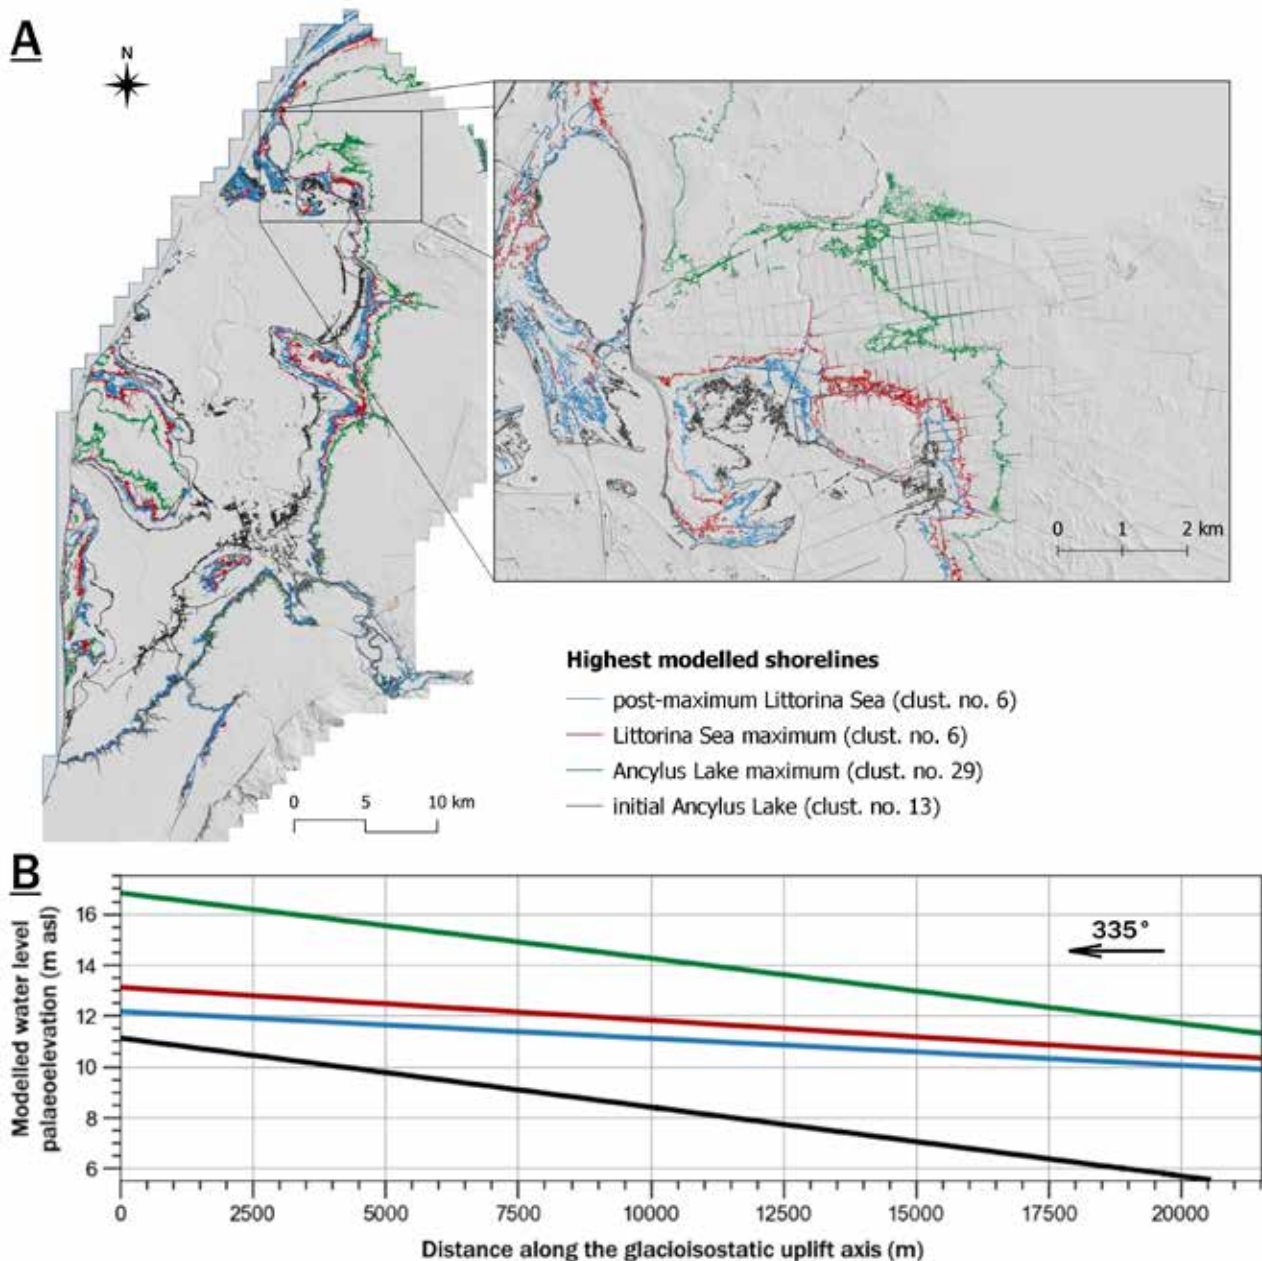 A
N
0 1 2 km
Highest modelled shorelines
post-maximum Littorina Sea (clust. no. 6)
Littorina Sea maximum (clust. no. 6)
Ancylus Lake maximum (clust. no. 29)
initial Ancylus Lake (clust. no. 13)
0 5 10 km
B
Modelled water level
palaeoelevation (m asl)
16
14
12
10
8
6
335°
0 2500 5000 7500 10000 12500 15000 17500 20000
Distance along the glacioisostatic uplift axis (m)